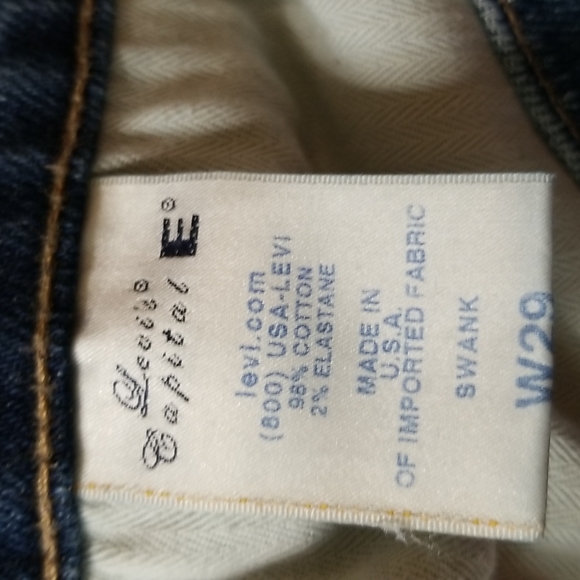 Levi's®
Capital E®
levi.com
(800) USA-LEVI
98% COTTON
2% ELASTANE
MADE IN
U.S.A.
OF IMPORTED FABRIC
SWANK
W29